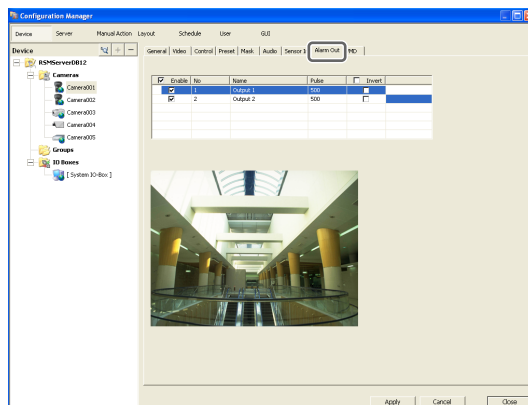 Configuration Manager
Device Server Manual Action Layout Schedule User GUI
Device
General Video Control Preset Mask Audio Sensor I Alarm Out VMD
RSMServerDB12
Cameras
Camera001
Camera002
Camera003
Camera004
Camera005
Groups
IO Boxes
[ System IO-Box ]
Enable No Name Pulse Invert
1 Output 1 500
2 Output 2 500
Apply Cancel Close